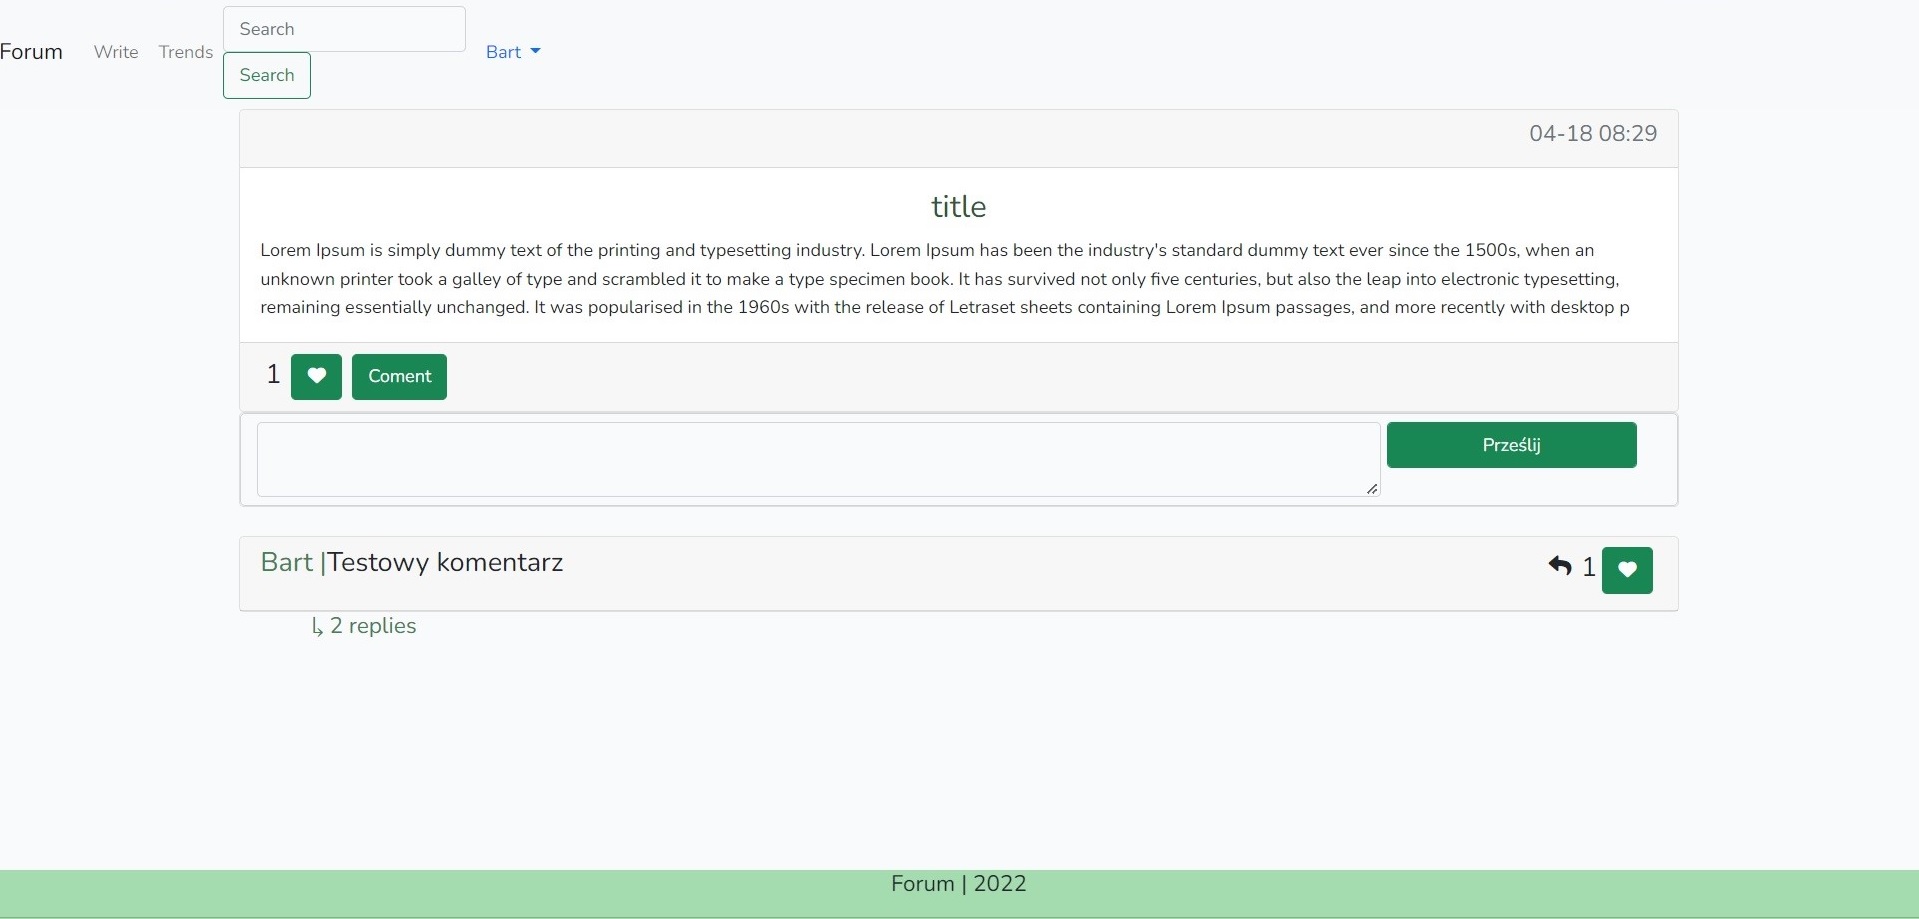 Forum
Write
Trends
Search
Search
Bart
04-18 08:29
title
Lorem Ipsum is simply dummy text of the printing and typesetting industry. Lorem Ipsum has been the industry's standard dummy text ever since the 1500s, when an
unknown printer took a galley of type and scrambled it to make a type specimen book. It has survived not only five centuries, but also the leap into electronic typesetting,
remaining essentially unchanged. It was popularised in the 1960s with the release of Letraset sheets containing Lorem Ipsum passages, and more recently with desktop p
1
Coment
Prześlij
Bart |Testowy komentarz
1
2 replies
Forum | 2022